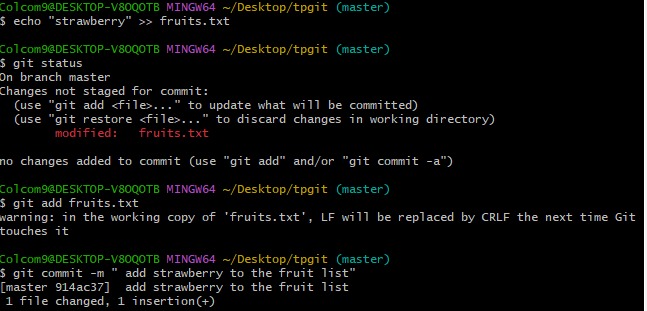 Colcom9@DESKTOP-V8OQOTB MINGW64 ~/Desktop/tpgit (master)
$ echo "strawberry" >> fruits.txt
Colcom9@DESKTOP-V8OQOTB MINGW64 ~/Desktop/tpgit (master)
$ git status
On branch master
Changes not staged for commit:
  (use "git add <file>..." to update what will be committed)
  (use "git restore <file>..." to discard changes in working directory)
        modified:   fruits.txt
no changes added to commit (use "git add" and/or "git commit -a")
Colcom9@DESKTOP-V8OQOTB MINGW64 ~/Desktop/tpgit (master)
$ git add fruits.txt
warning: in the working copy of 'fruits.txt', LF will be replaced by CRLF the next time Git
touches it
Colcom9@DESKTOP-V8OQOTB MINGW64 ~/Desktop/tpgit (master)
$ git commit -m " add strawberry to the fruit list"
[master 914ac37]  add strawberry to the fruit list
 1 file changed, 1 insertion(+)